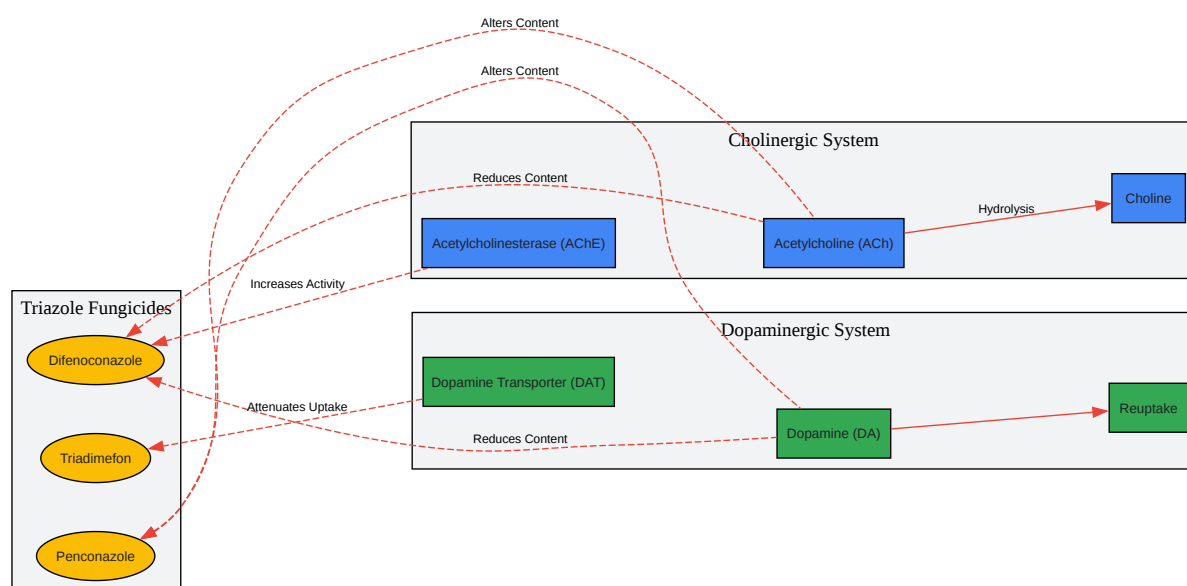 Alters Content
Alters Content
Cholinergic System
Reduces Content
Choline
Hydrolysis
Acetylcholinesterase (AChE)
Acetylcholine (ACh)
Increases Activity
Triazole Fungicides
Dopaminergic System
Difenoconazole
Dopamine Transporter (DAT)
Attenuates Uptake
Reuptake
Reduces Content
Dopamine (DA)
Triadimefon
Penconazole